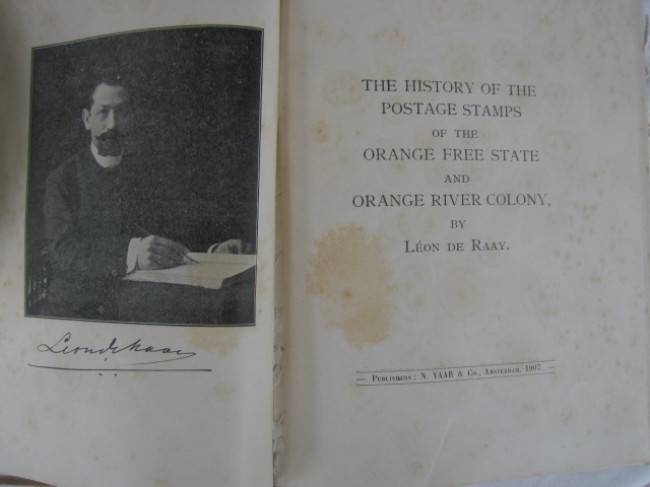 Léon de Raay
THE HISTORY OF THE
POSTAGE STAMPS
OF THE
ORANGE FREE STATE
AND
ORANGE RIVER COLONY,
BY
LÉON DE RAAY.
— PUBLISHERS: N. YAAR & Co., AMSTERDAM, 1907. —